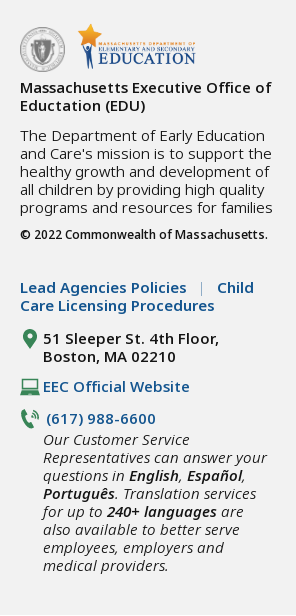 MASSACHUSETTS DEPARTMENT OF
ELEMENTARY AND SECONDARY
EDUCATION
Massachusetts Executive Office of
Eductation (EDU)
The Department of Early Education
and Care's mission is to support the
healthy growth and development of
all children by providing high quality
programs and resources for families
© 2022 Commonwealth of Massachusetts.
Lead Agencies Policies | Child
Care Licensing Procedures
51 Sleeper St. 4th Floor,
Boston, MA 02210
EEC Official Website
(617) 988-6600
Our Customer Service
Representatives can answer your
questions in English, Español,
Português. Translation services
for up to 240+ languages are
also available to better serve
employees, employers and
medical providers.